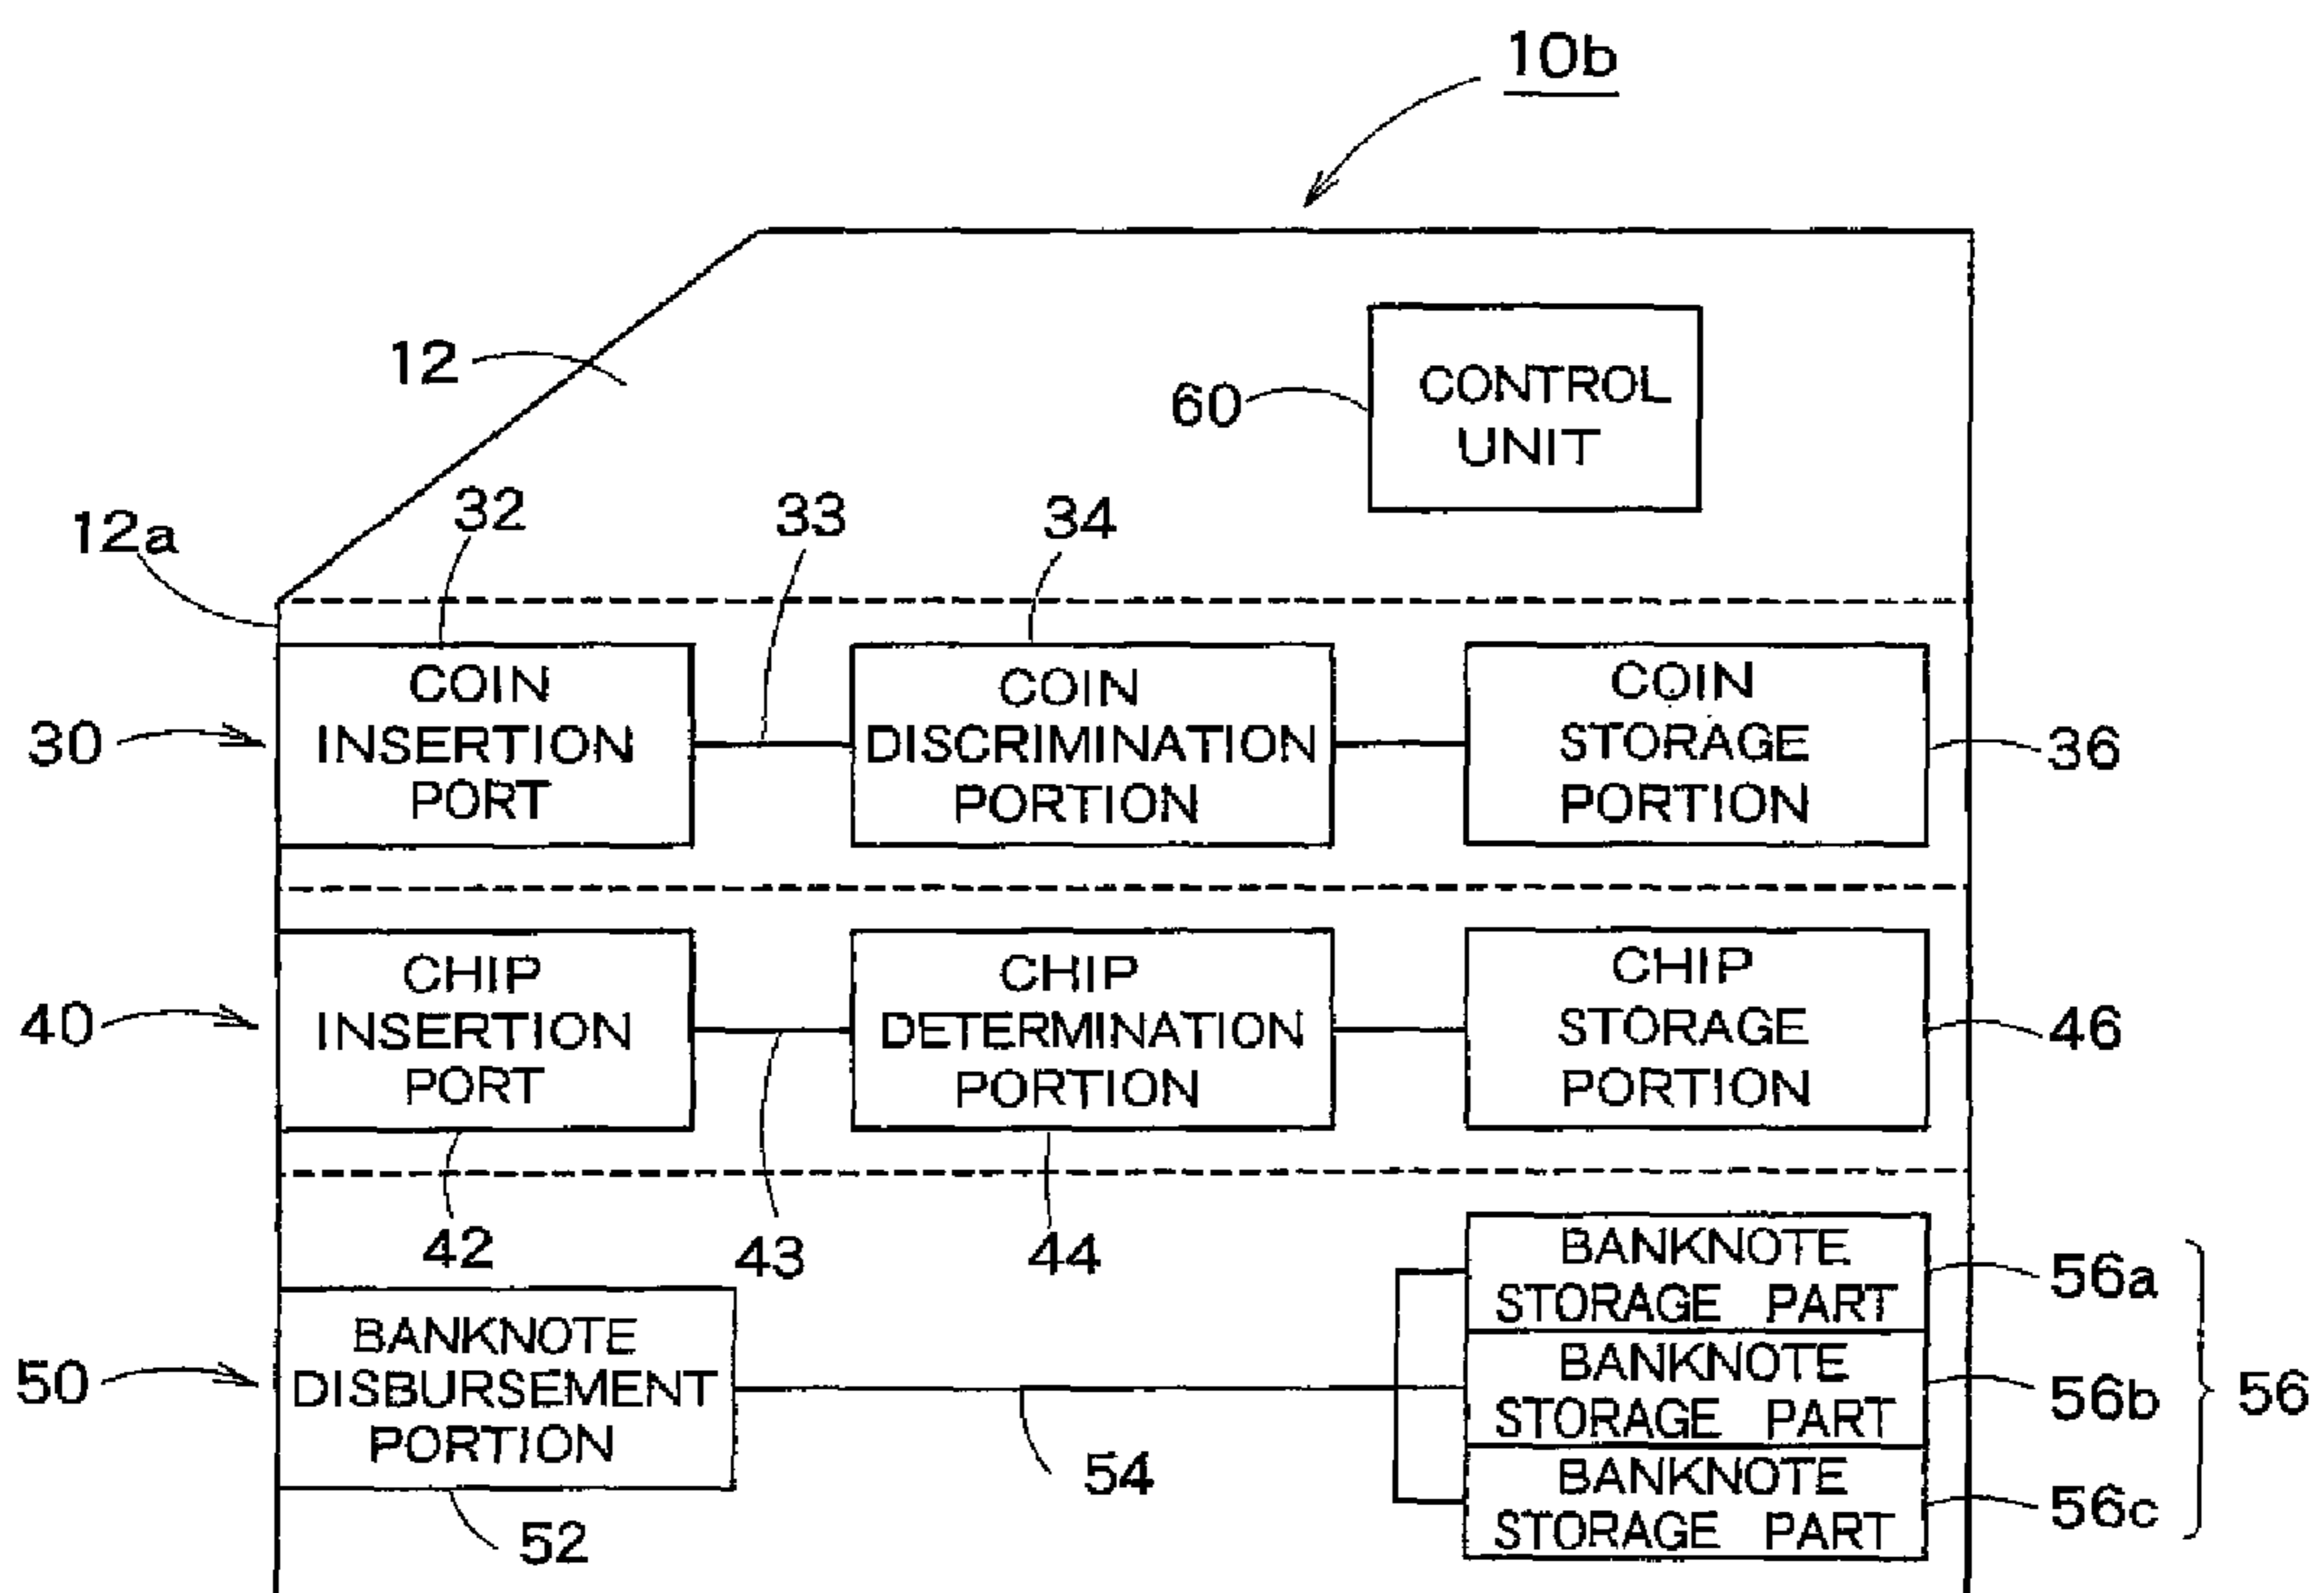 10b
12
60
CONTROL
UNIT
12a
32
33
34
30
COIN
INSERTION
PORT
COIN
DISCRIMINATION
PORTION
COIN
STORAGE
PORTION
36
40
CHIP
INSERTION
PORT
CHIP
DETERMINATION
PORTION
CHIP
STORAGE
PORTION
46
42
43
44
50
BANKNOTE
DISBURSEMENT
PORTION
52
54
BANKNOTE
STORAGE PART
56a
BANKNOTE
STORAGE PART
56b
BANKNOTE
STORAGE PART
56c
56